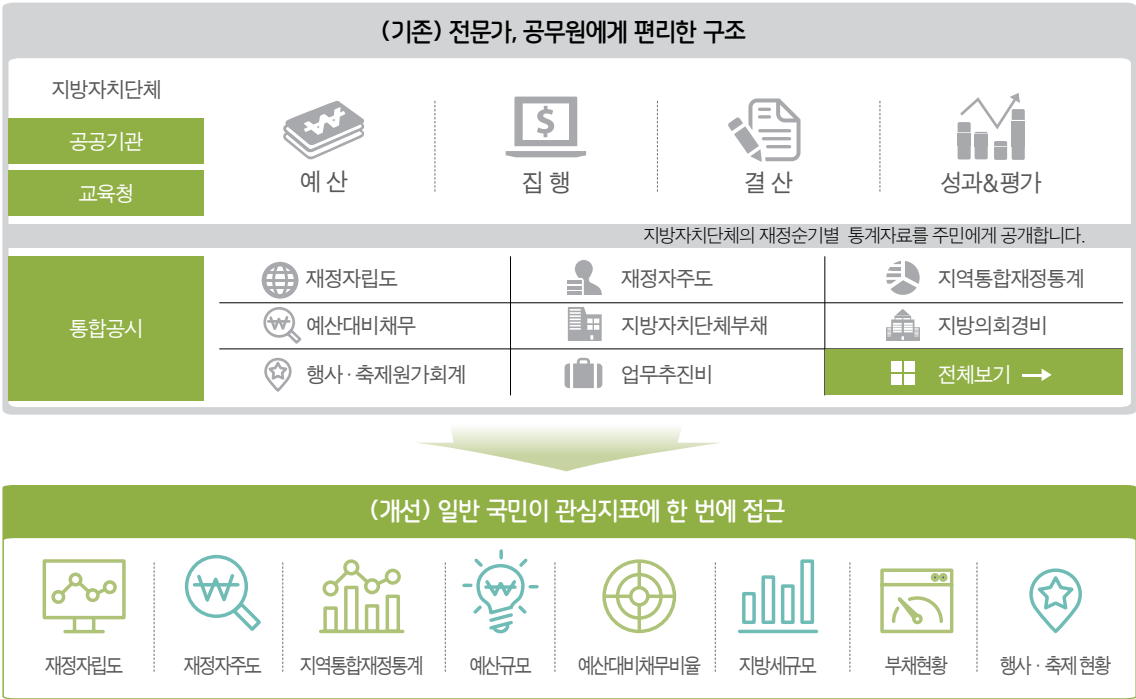 (기존) 전문가, 공무원에게 편리한 구조
지방자치단체
공공기관
교육청
예 산
집 행
결 산
성과&평가
지방자치단체의 재정순기별 통계자료를 주민에게 공개합니다.
통합공시
재정자립도
재정자주도
지역통합재정통계
예산대비채무
지방자치단체부채
지방의회경비
행사·축제원가회계
업무추진비
전체보기 →
(개선) 일반 국민이 관심지표에 한 번에 접근
재정자립도
재정자주도
지역통합재정통계
예산규모
예산대비채무비율
지방세규모
부채현황
행사·축제 현황